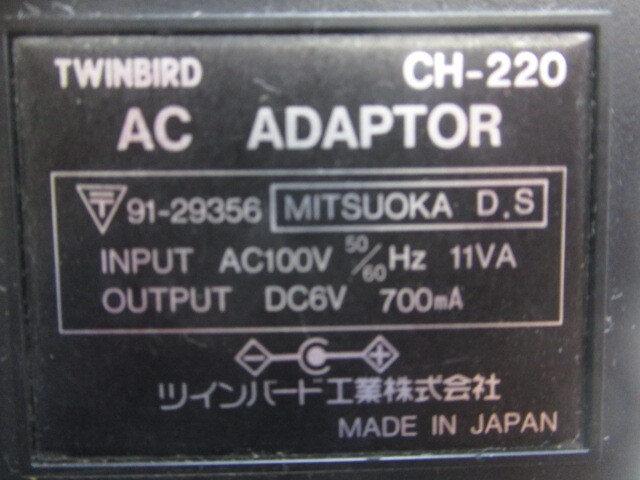 TWINBIRD CH-220
AC ADAPTOR
〒 91-29356 MITSUOKA D.S
INPUT AC100V 50/60Hz 11VA
OUTPUT DC6V 700mA
ツインバード工業株式会社
MADE IN JAPAN